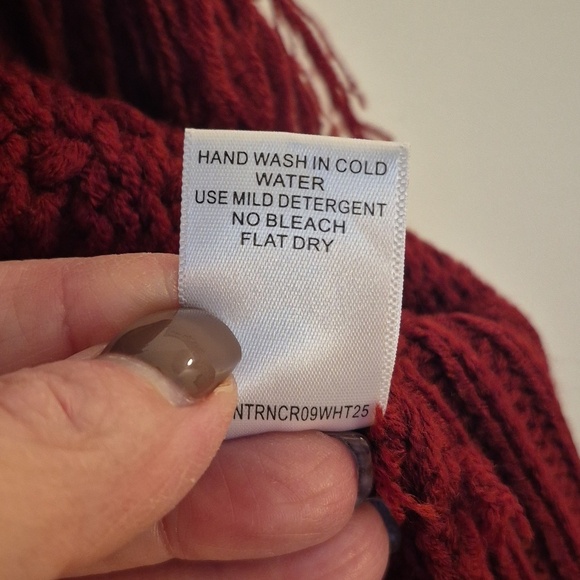 HAND WASH IN COLD
WATER
USE MILD DETERGENT
NO BLEACH
FLAT DRY
NTRNCR09WHT25